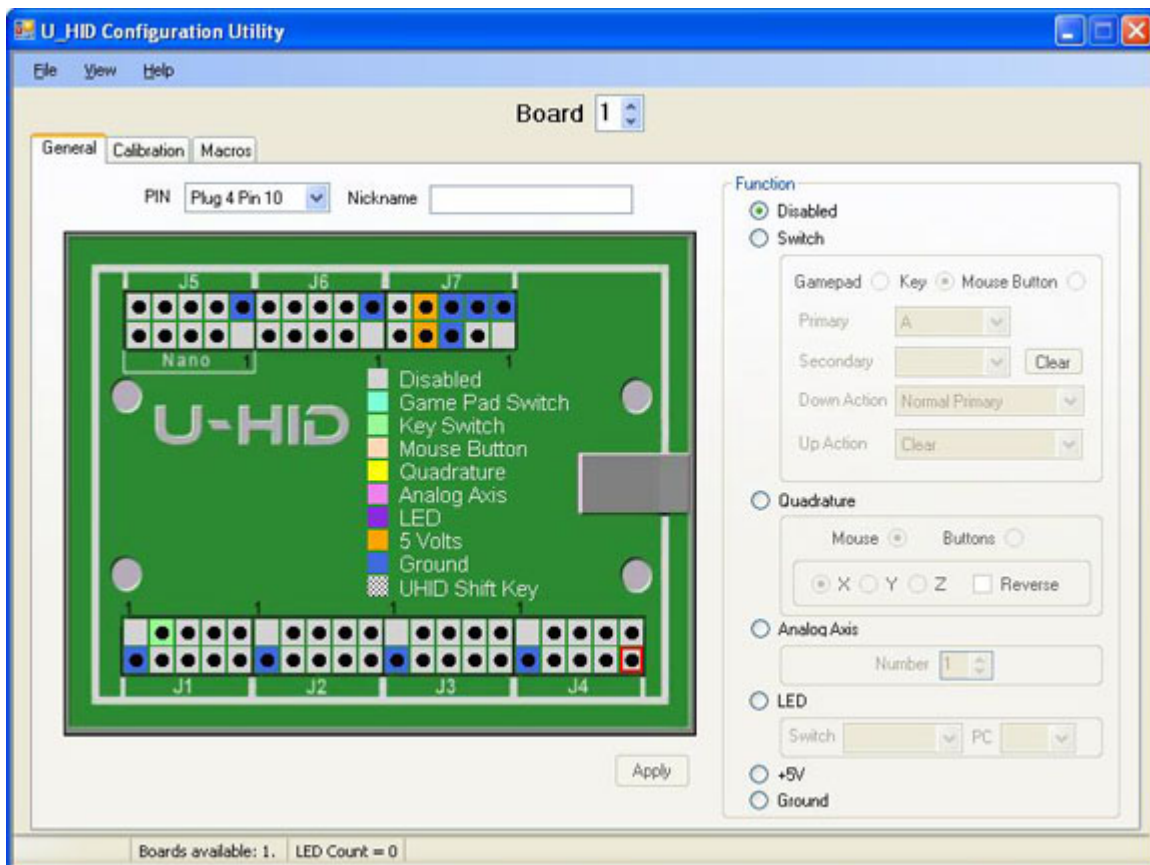 U_HID Configuration Utility
File View Help
Board 1
General Calibration Macros
PIN Plug 4 Pin 10 Nickname
J5 J6 J7
Nano 1 1 1
U-HID
Disabled
Game Pad Switch
Key Switch
Mouse Button
Quadrature
Analog Axis
LED
5 Volts
Ground
UHID Shift Key
1 1 1 1
J1 J2 J3 J4
Apply
Function
Disabled
Switch
Gamepad Key Mouse Button
Primary A
Secondary Clear
Down Action Normal Primary
Up Action Clear
Quadrature
Mouse Buttons
X Y Z Reverse
Analog Axis
Number 1
LED
Switch PC
+5V
Ground
Boards available: 1. LED Count = 0